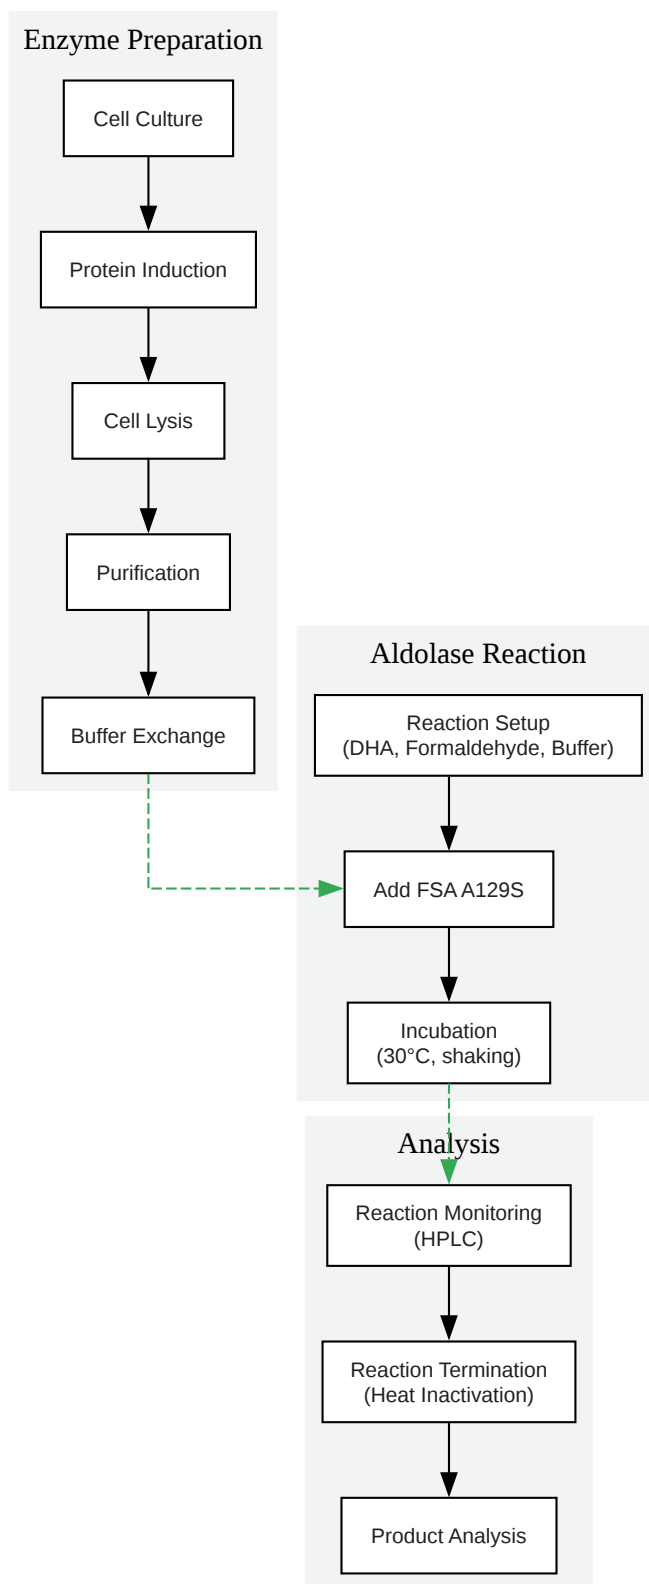 Enzyme Preparation
Cell Culture
Protein Induction
Cell Lysis
Purification
Buffer Exchange
Aldolase Reaction
Reaction Setup
(DHA, Formaldehyde, Buffer)
Add FSA A129S
Incubation
(30°C, shaking)
Analysis
Reaction Monitoring
(HPLC)
Reaction Termination
(Heat Inactivation)
Product Analysis